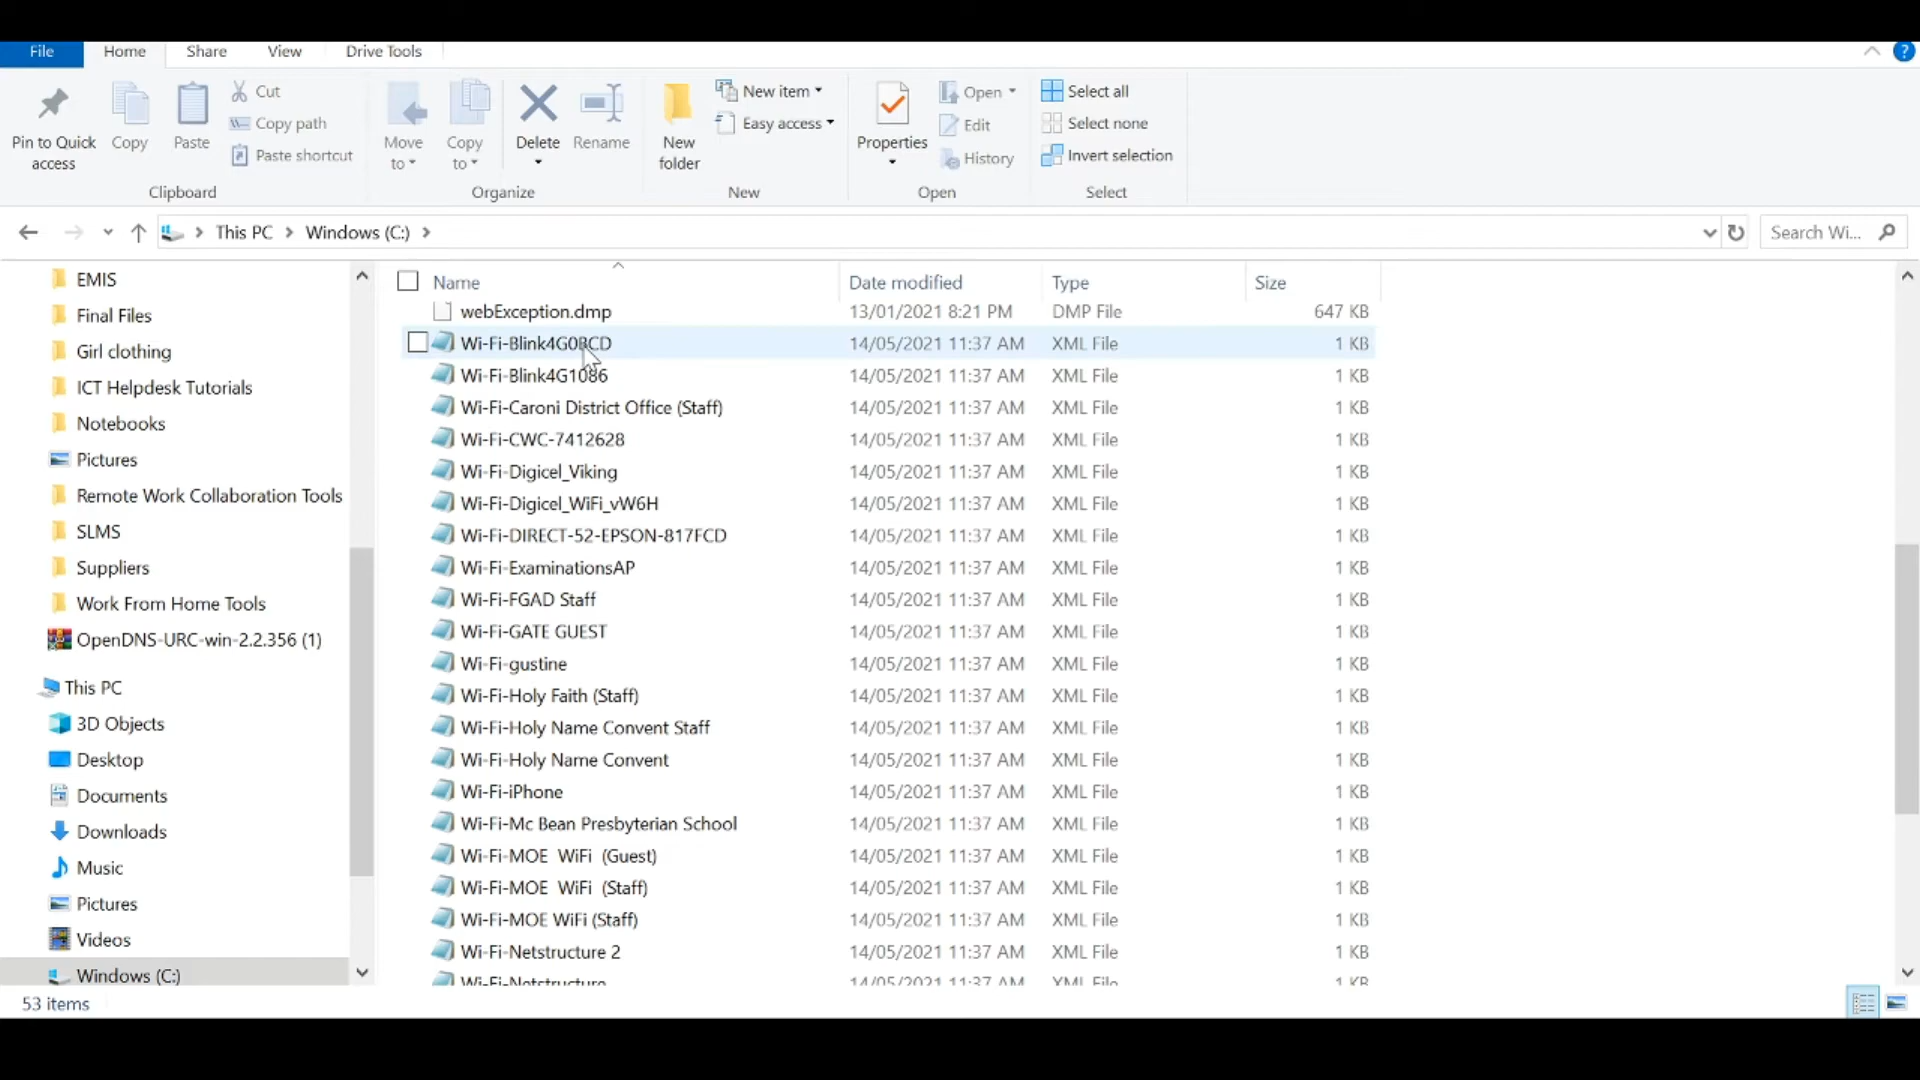 File Home Share View Drive Tools
Pin to Quick access
Copy
Paste
Cut
Copy path
Paste shortcut
Clipboard
Move to
Copy to
Delete
Rename
Organize
New folder
New item
Easy access
New
Properties
Open
Edit
History
Open
Select all
Select none
Invert selection
Select
This PC Windows (C:)
Search Wi...
EMIS
Final Files
Girl clothing
ICT Helpdesk Tutorials
Notebooks
Pictures
Remote Work Collaboration Tools
SLMS
Suppliers
Work From Home Tools
OpenDNS-URC-win-2.2.356 (1)
This PC
3D Objects
Desktop
Documents
Downloads
Music
Pictures
Videos
Windows (C:)
Name Date modified Type Size
webException.dmp 13/01/2021 8:21 PM DMP File 647 KB
Wi-Fi-Blink4G0BCD 14/05/2021 11:37 AM XML File 1 KB
Wi-Fi-Blink4G1086 14/05/2021 11:37 AM XML File 1 KB
Wi-Fi-Caroni District Office (Staff) 14/05/2021 11:37 AM XML File 1 KB
Wi-Fi-CWC-7412628 14/05/2021 11:37 AM XML File 1 KB
Wi-Fi-Digicel_Viking 14/05/2021 11:37 AM XML File 1 KB
Wi-Fi-Digicel_WiFi_vW6H 14/05/2021 11:37 AM XML File 1 KB
Wi-Fi-DIRECT-52-EPSON-817FCD 14/05/2021 11:37 AM XML File 1 KB
Wi-Fi-ExaminationsAP 14/05/2021 11:37 AM XML File 1 KB
Wi-Fi-FGAD Staff 14/05/2021 11:37 AM XML File 1 KB
Wi-Fi-GATE GUEST 14/05/2021 11:37 AM XML File 1 KB
Wi-Fi-gustine 14/05/2021 11:37 AM XML File 1 KB
Wi-Fi-Holy Faith (Staff) 14/05/2021 11:37 AM XML File 1 KB
Wi-Fi-Holy Name Convent Staff 14/05/2021 11:37 AM XML File 1 KB
Wi-Fi-Holy Name Convent 14/05/2021 11:37 AM XML File 1 KB
Wi-Fi-iPhone 14/05/2021 11:37 AM XML File 1 KB
Wi-Fi-Mc Bean Presbyterian School 14/05/2021 11:37 AM XML File 1 KB
Wi-Fi-MOE  WiFi  (Guest) 14/05/2021 11:37 AM XML File 1 KB
Wi-Fi-MOE  WiFi  (Staff) 14/05/2021 11:37 AM XML File 1 KB
Wi-Fi-MOE WiFi (Staff) 14/05/2021 11:37 AM XML File 1 KB
Wi-Fi-Netstructure 2 14/05/2021 11:37 AM XML File 1 KB
Wi-Fi-Netstructure 14/05/2021 11:37 AM XML File 1 KB
53 items